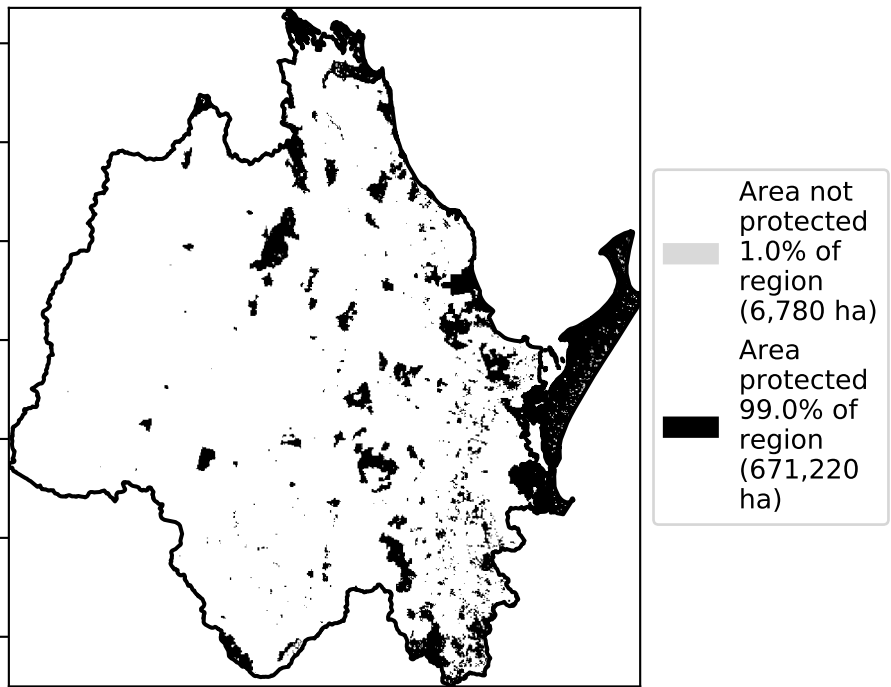 Area not
protected
1.0% of
region
(6,780 ha)
Area
protected
99.0% of
region
(671,220
ha)